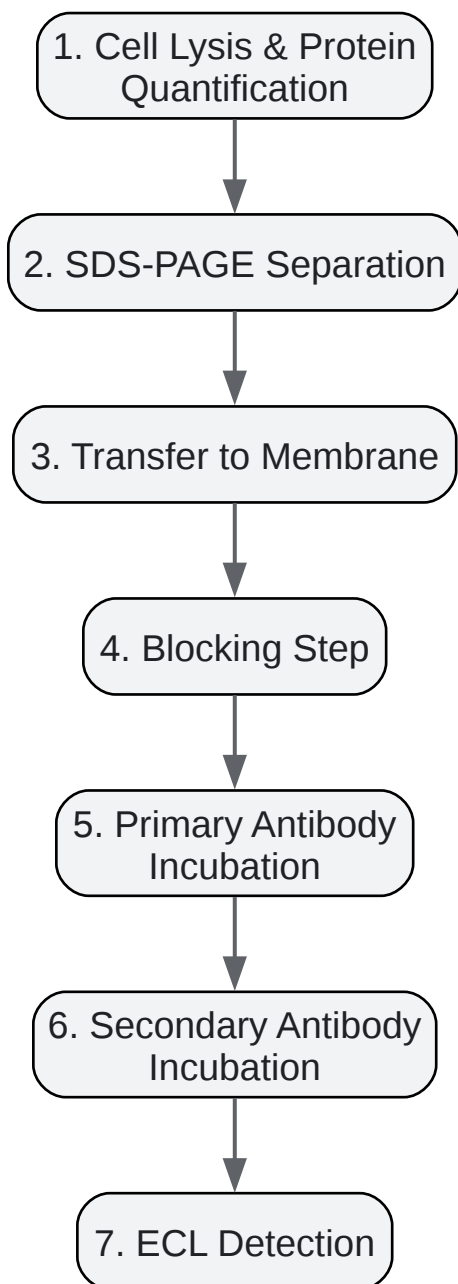 1. Cell Lysis & Protein
Quantification
2. SDS-PAGE Separation
3. Transfer to Membrane
4. Blocking Step
5. Primary Antibody
Incubation
6. Secondary Antibody
Incubation
7. ECL Detection